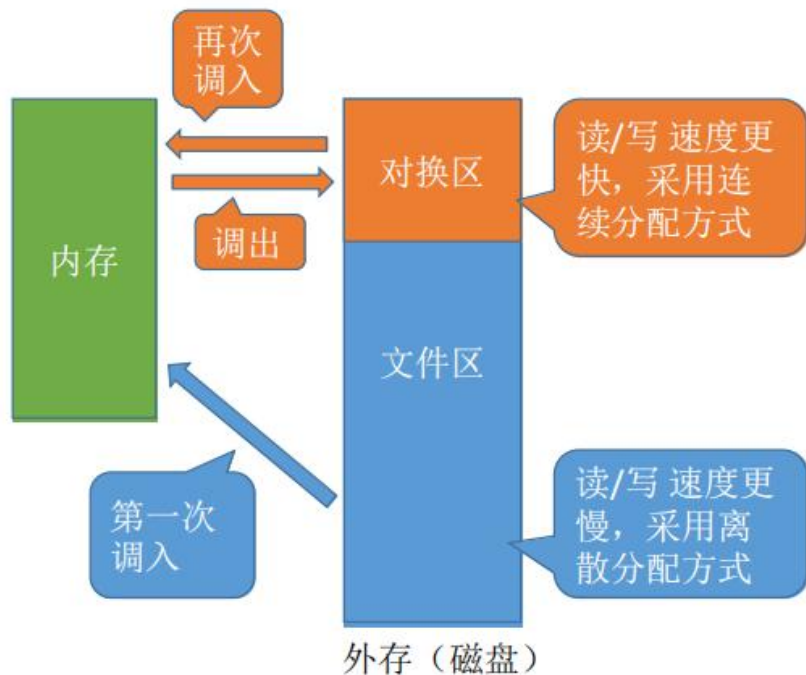 再次
调入
对换区
读/写 速度更
快，采用连
续分配方式
调出
内存
文件区
第一次
调入
读/写 速度更
慢，采用离
散分配方式
外存（磁盘）